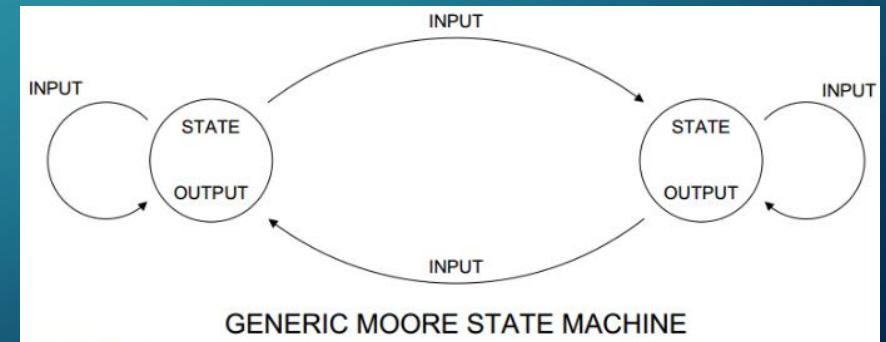 INPUT
INPUT
INPUT
STATE
STATE
OUTPUT
OUTPUT
INPUT
GENERIC MOORE STATE MACHINE